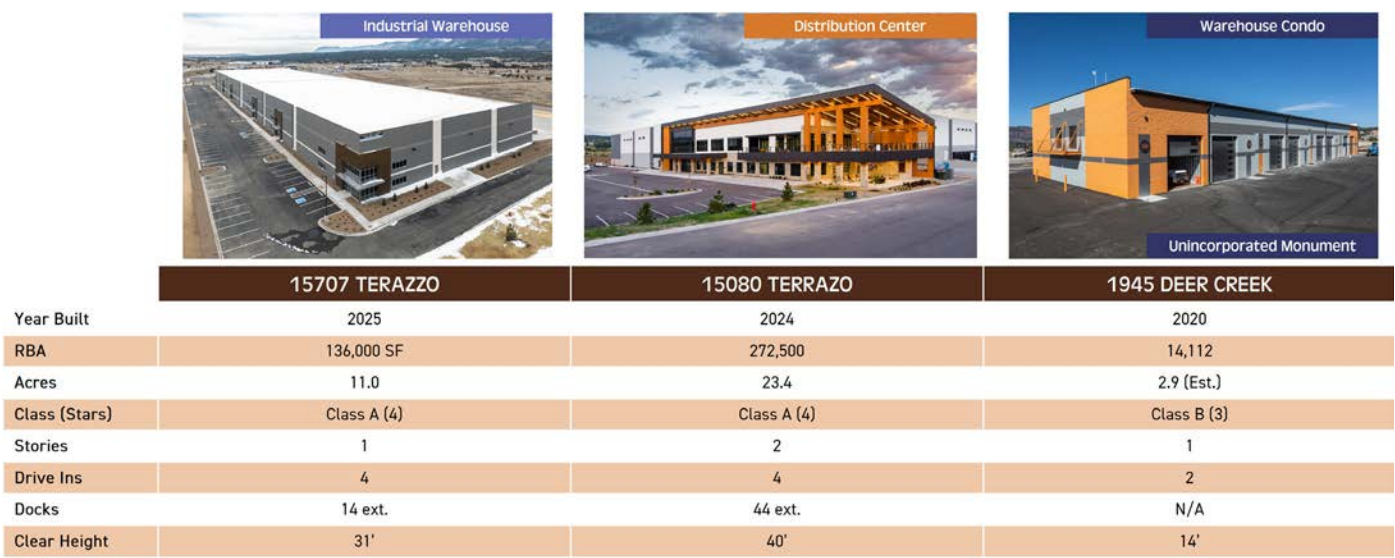 Industrial Warehouse
Distribution Center
Warehouse Condo
Unincorporated Monument
15707 TERAZZO 15080 TERRAZO 1945 DEER CREEK
Year Built 2025 2024 2020
RBA 136,000 SF 272,500 14,112
Acres 11.0 23.4 2.9 (Est.)
Class (Stars) Class A (4) Class A (4) Class B (3)
Stories 1 2 1
Drive Ins 4 4 2
Docks 14 ext. 44 ext. N/A
Clear Height 31' 40' 14'